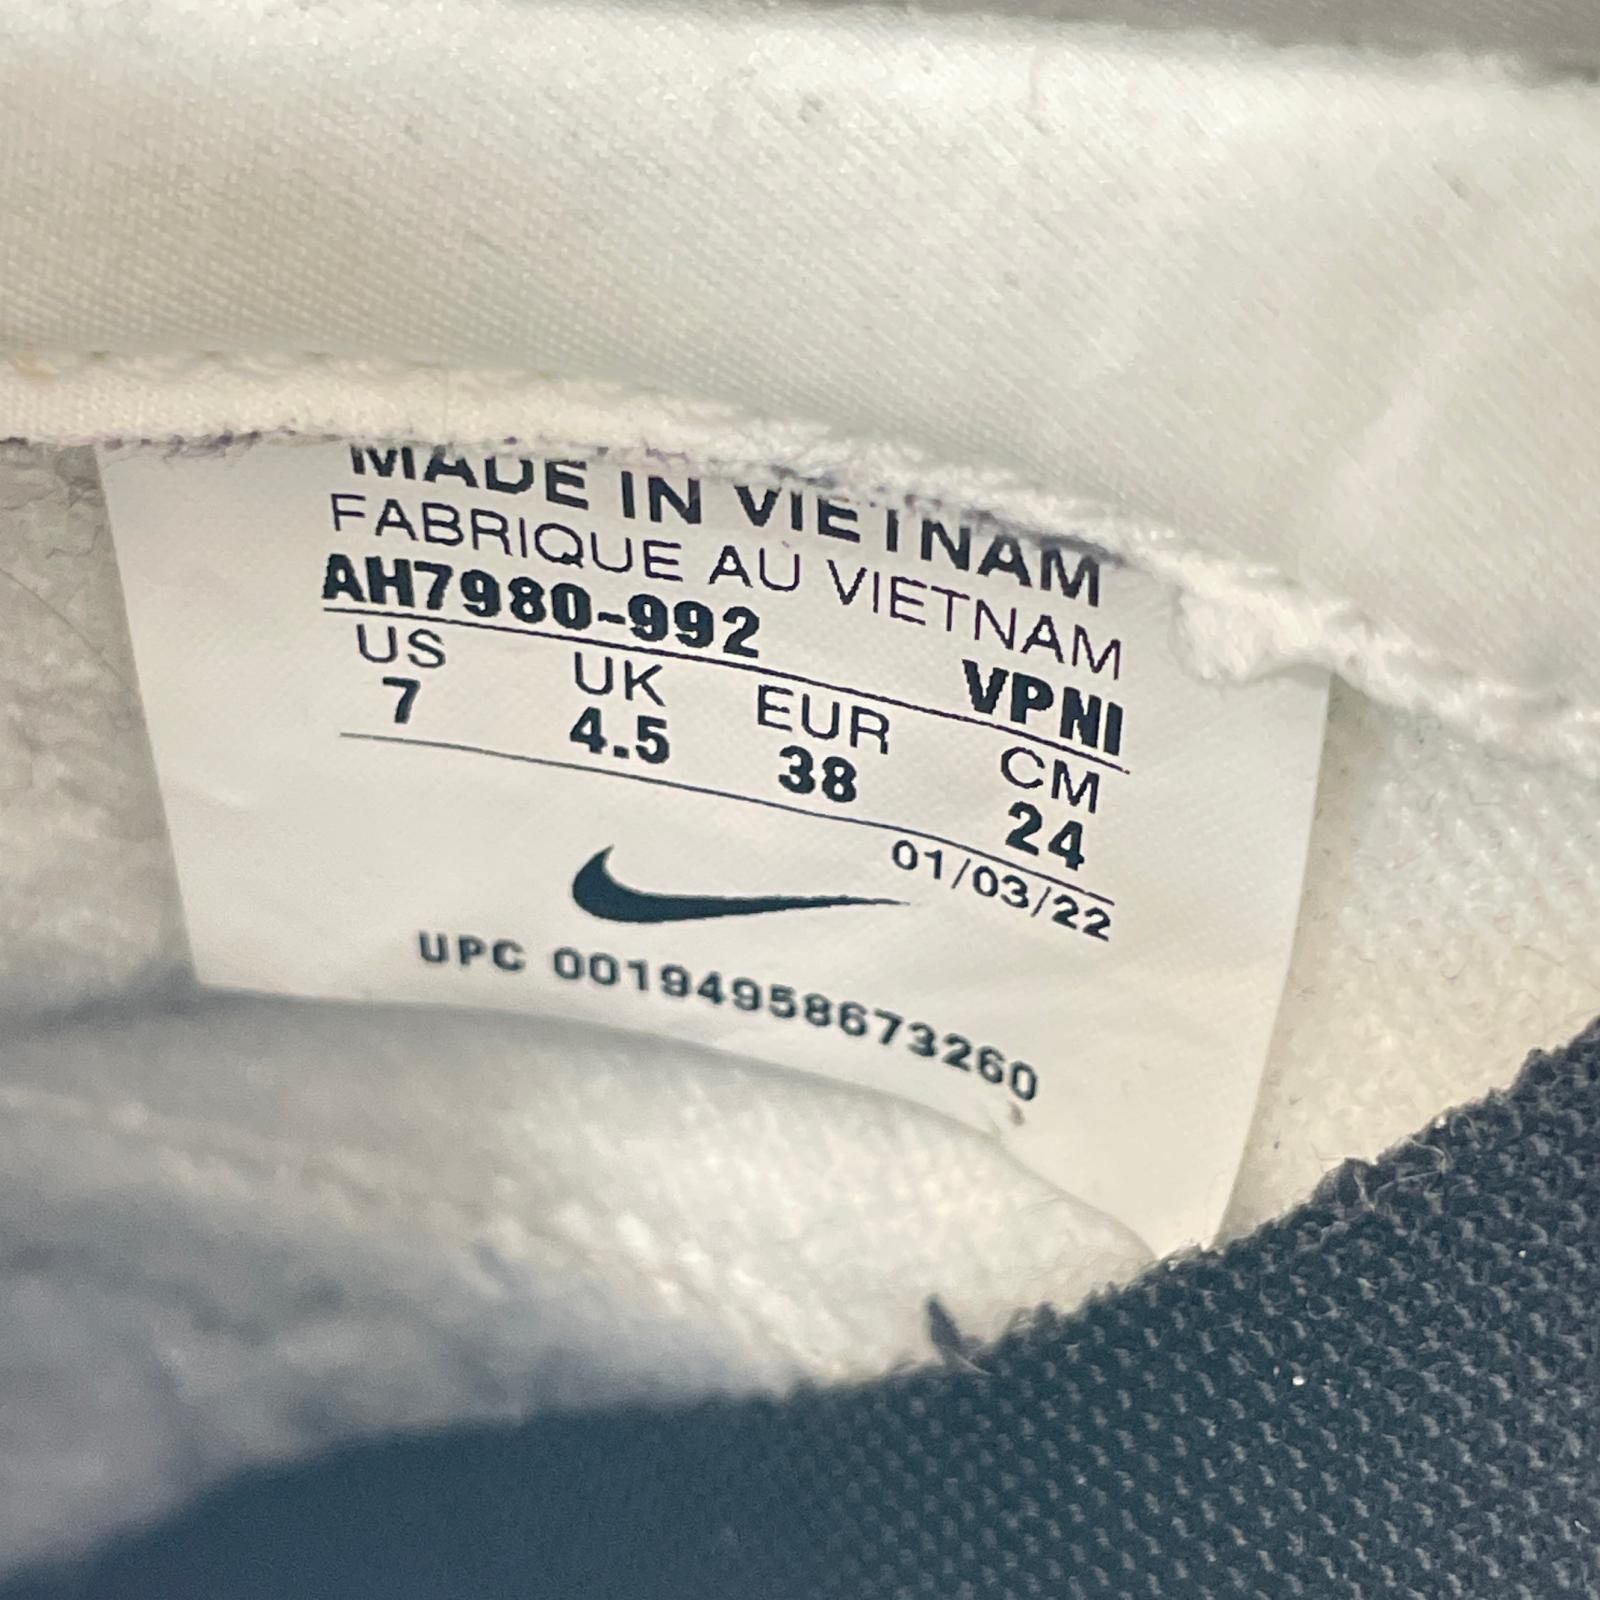 MADE IN VIETNAM
FABRIQUE AU VIETNAM
AH7980-992 VPNI
US UK EUR CM
7 4.5 38 24
01/03/22
UPC 00194958673260